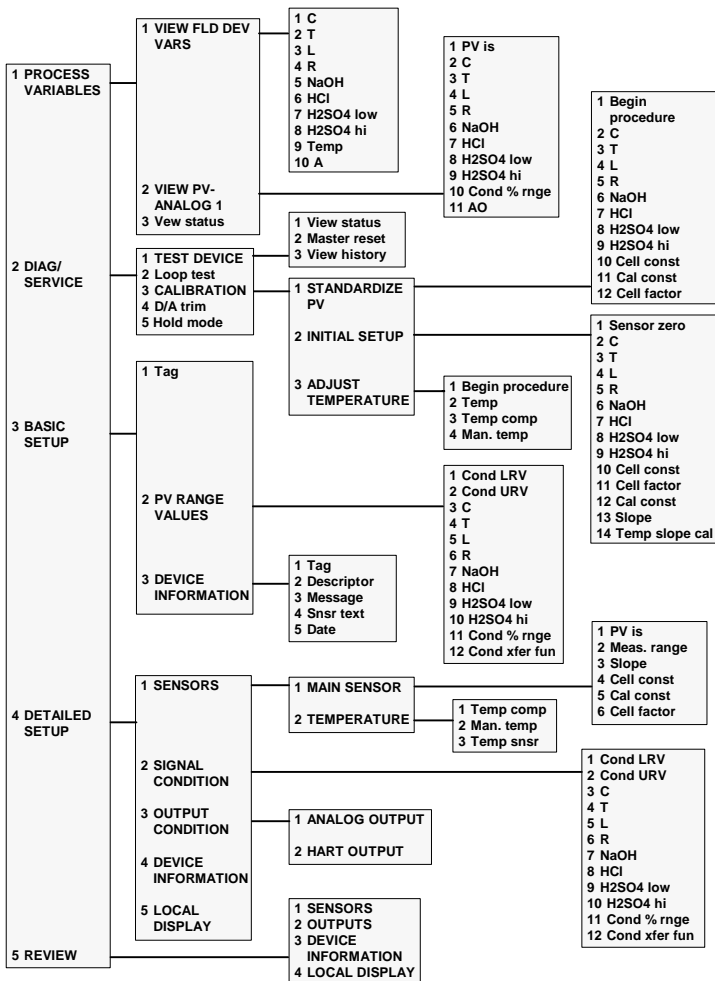 1 PROCESS
VARIABLES
2 DIAG/
SERVICE
3 BASIC
SETUP
4 DETAILED
SETUP
5 REVIEW
1 VIEW FLD DEV
VARS
2 VIEW PV-
ANALOG 1
3 Vew status
1 C
2 T
3 L
4 R
5 NaOH
6 HCl
7 H2SO4 low
8 H2SO4 hi
9 Temp
10 A
1 PV is
2 C
3 T
4 L
5 R
6 NaOH
7 HCl
8 H2SO4 low
9 H2SO4 hi
10 Cond % rnge
11 AO
1 TEST DEVICE
2 Loop test
3 CALIBRATION
4 D/A trim
5 Hold mode
1 View status
2 Master reset
3 View history
1 STANDARDIZE
PV
2 INITIAL SETUP
3 ADJUST
TEMPERATURE
1 Begin
procedure
2 C
3 T
4 L
5 R
6 NaOH
7 HCl
8 H2SO4 low
9 H2SO4 hi
10 Cell const
11 Cal const
12 Cell factor
1 Sensor zero
2 C
3 T
4 L
5 R
6 NaOH
7 HCl
8 H2SO4 low
9 H2SO4 hi
10 Cell const
11 Cell factor
12 Cal const
13 Slope
14 Temp slope cal
1 Begin procedure
2 Temp
3 Temp comp
4 Man. temp
1 Tag
2 PV RANGE
VALUES
3 DEVICE
INFORMATION
1 Cond LRV
2 Cond URV
3 C
4 T
5 L
6 R
7 NaOH
8 HCl
9 H2SO4 low
10 H2SO4 hi
11 Cond % rnge
12 Cond xfer fun
1 Tag
2 Descriptor
3 Message
4 Snsr text
5 Date
1 SENSORS
2 SIGNAL
CONDITION
3 OUTPUT
CONDITION
4 DEVICE
INFORMATION
5 LOCAL
DISPLAY
1 MAIN SENSOR
2 TEMPERATURE
1 PV is
2 Meas. range
3 Slope
4 Cell const
5 Cal const
6 Cell factor
1 Temp comp
2 Man. temp
3 Temp snsr
1 Cond LRV
2 Cond URV
3 C
4 T
5 L
6 R
7 NaOH
8 HCl
9 H2SO4 low
10 H2SO4 hi
11 Cond % rnge
12 Cond xfer fun
1 ANALOG OUTPUT
2 HART OUTPUT
1 SENSORS
2 OUTPUTS
3 DEVICE
INFORMATION
4 LOCAL DISPLAY